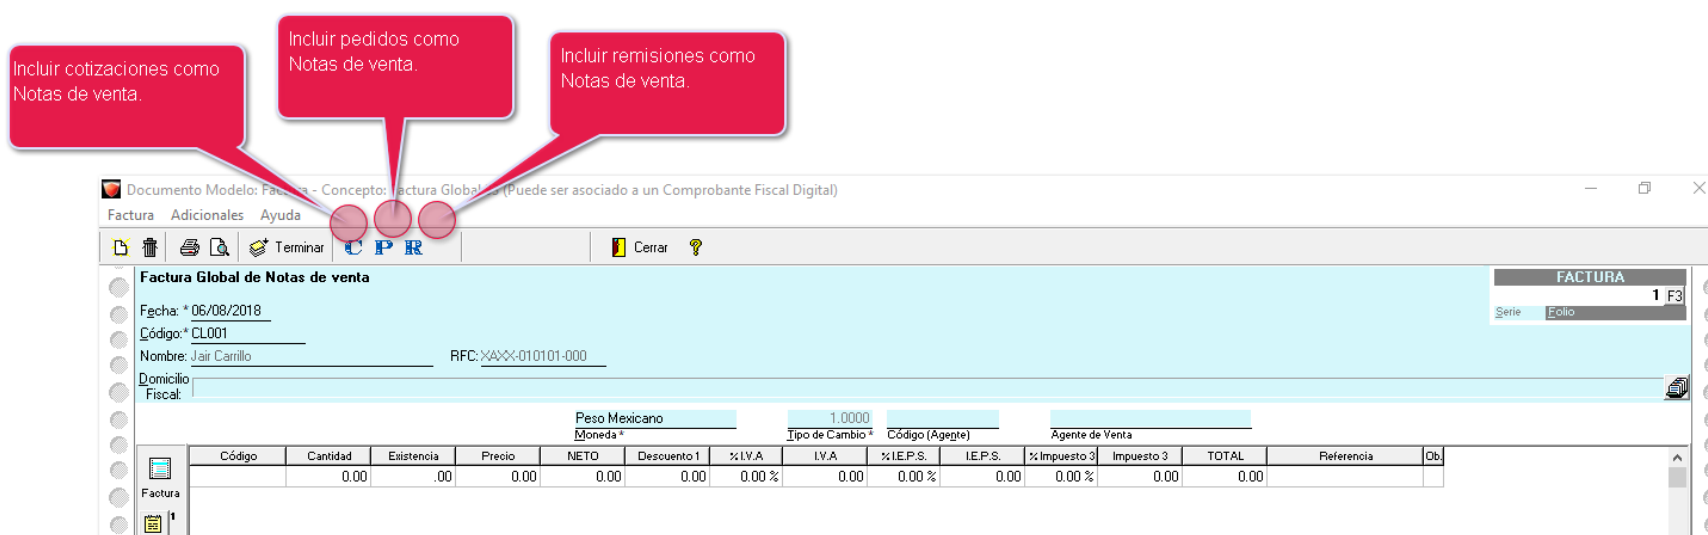 Incluir pedidos como
Notas de venta.
Incluir cotizaciones como
Notas de venta.
Incluir remisiones como
Notas de venta.
Documento Modelo: Factura - Concepto: Factura Global (Puede ser asociado a un Comprobante Fiscal Digital)
Factura Adicionales Ayuda
Terminar C P R Cerrar ?
Factura Global de Notas de venta
FACTURA
1 F3
Serie Folio
Fecha: * 06/08/2018
Código:* CL001
Nombre: Jair Carrillo RFC: XAXX-010101-000
Domicilio
Fiscal:
Peso Mexicano 1.0000
Moneda * Tipo de Cambio * Código (Agente) Agente de Venta
Código Cantidad Existencia Precio NETO Descuento 1 % I.V.A I.V.A % I.E.P.S. I.E.P.S. % Impuesto 3 Impuesto 3 TOTAL Referencia Ob.
0.00 .00 0.00 0.00 0.00 0.00 % 0.00 0.00 % 0.00 0.00 % 0.00 0.00
Factura
1